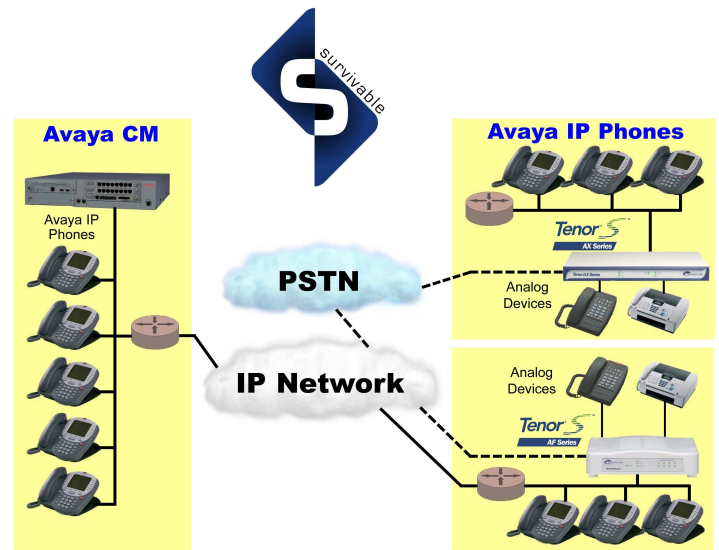 survivable
S
Avaya CM
Avaya IP Phones
Avaya IP
Phones
Tenor S
AX Series
PSTN
Analog
Devices
IP Network
Analog
Devices
Tenor S
AF Series